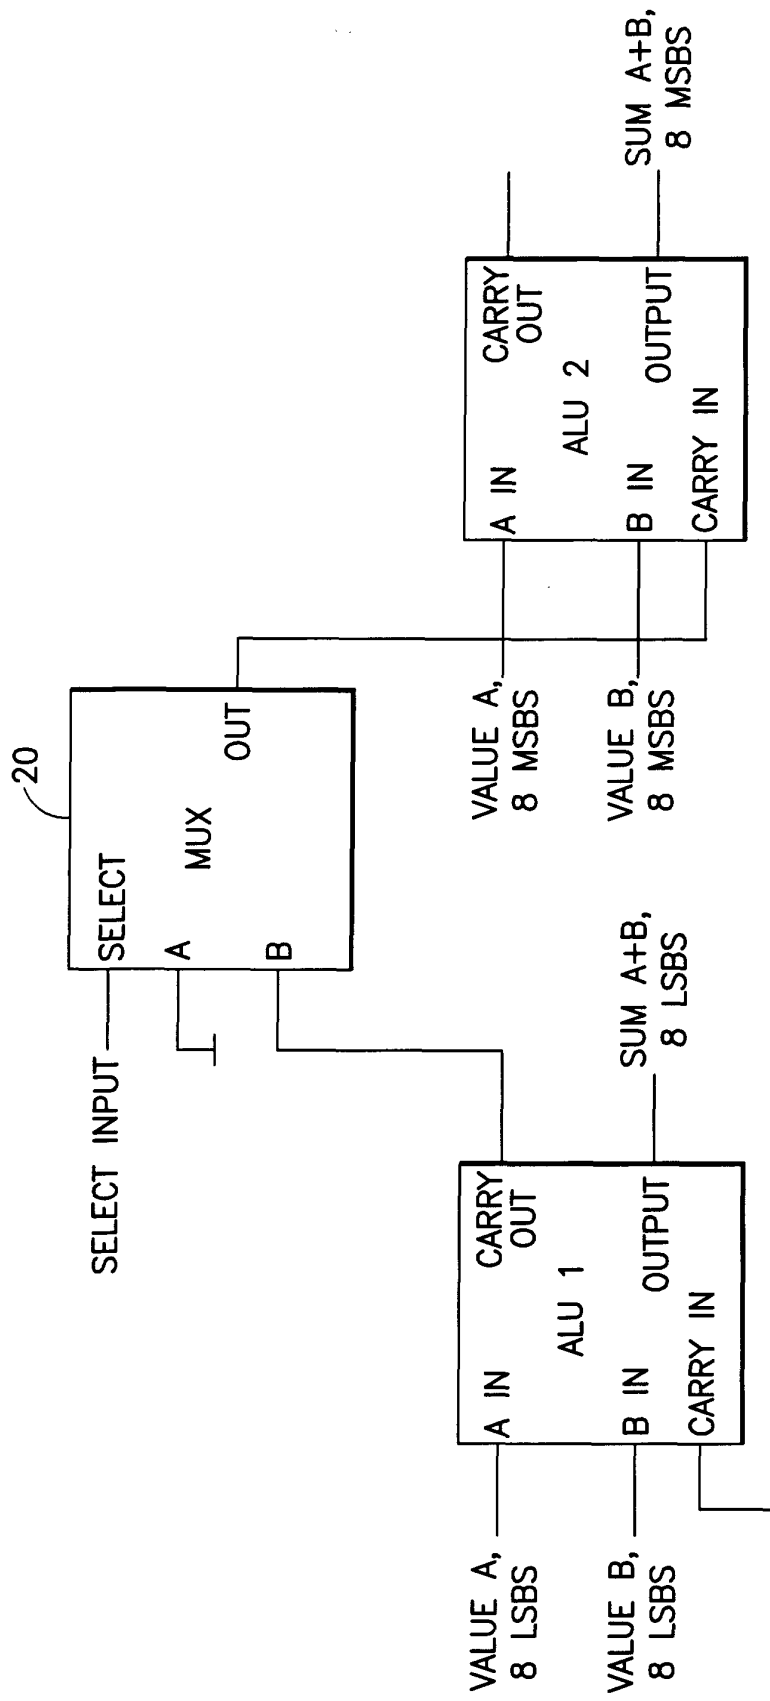 20
SELECT INPUT
SELECT
A
B
MUX
OUT
VALUE A,
8 LSBS
VALUE B,
8 LSBS
A IN
B IN
CARRY IN
ALU 1
CARRY
OUT
OUTPUT
SUM A+B,
8 LSBS
VALUE A,
8 MSBS
VALUE B,
8 MSBS
A IN
B IN
CARRY IN
ALU 2
CARRY
OUT
OUTPUT
SUM A+B,
8 MSBS